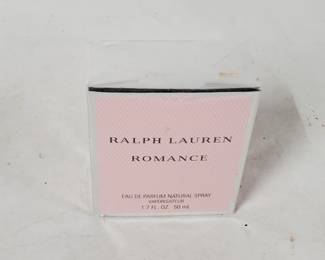 RALPH LAUREN
ROMANCE
EAU DE PARFUM NATURAL SPRAY
VAPORISATEUR
1.7 FL. OZ. 50 mL